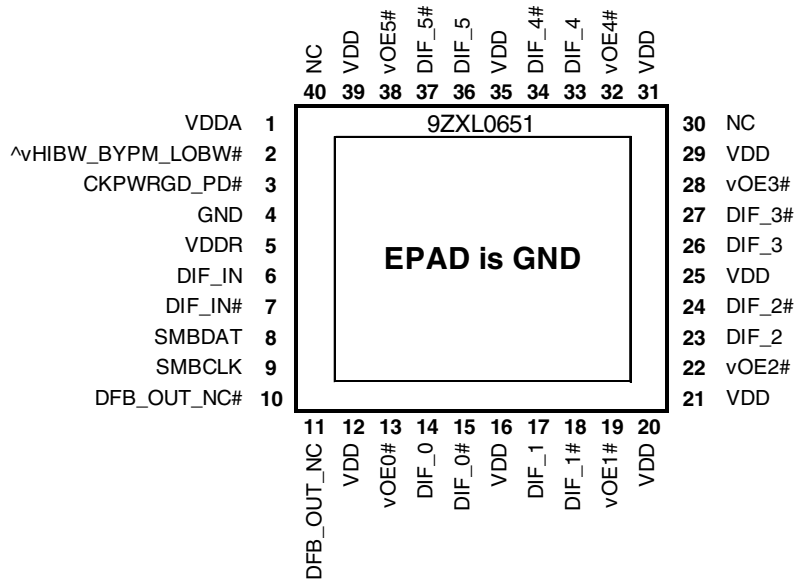 NC VDD vOE5# DIF_5# DIF_5 VDD DIF_4# DIF_4 vOE4# VDD
40 39 38 37 36 35 34 33 32 31
VDDA 1
^vHIBW_BYPM_LOBW# 2
CKPWRGD_PD# 3
GND 4
VDDR 5
DIF_IN 6
DIF_IN# 7
SMBDAT 8
SMBCLK 9
DFB_OUT_NC# 10
9ZXL0651
EPAD is GND
30 NC
29 VDD
28 vOE3#
27 DIF_3#
26 DIF_3
25 VDD
24 DIF_2#
23 DIF_2
22 vOE2#
21 VDD
11 12 13 14 15 16 17 18 19 20
DFB_OUT_NC VDD vOE0# DIF_0 DIF_0# VDD DIF_1 DIF_1# vOE1# VDD